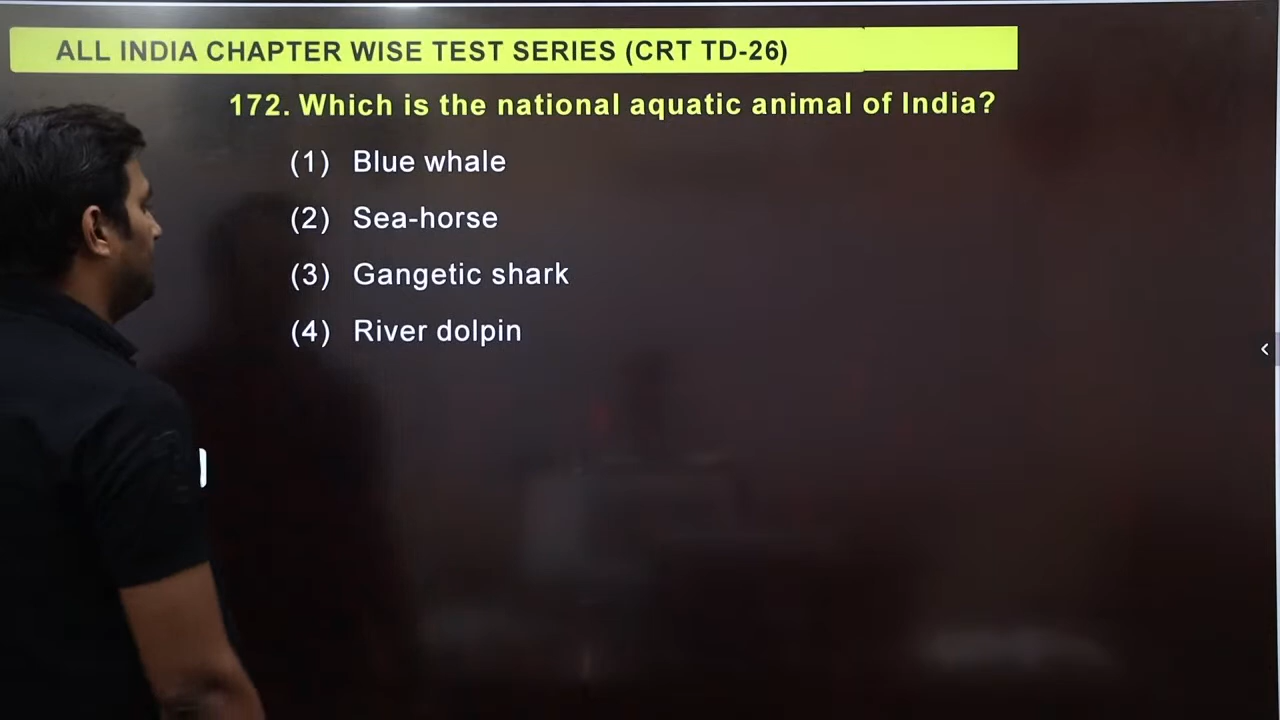 ALL INDIA CHAPTER WISE TEST SERIES (CRT TD-26)
172. Which is the national aquatic animal of India?
(1) Blue whale
(2) Sea-horse
(3) Gangetic shark
(4) River dolpin